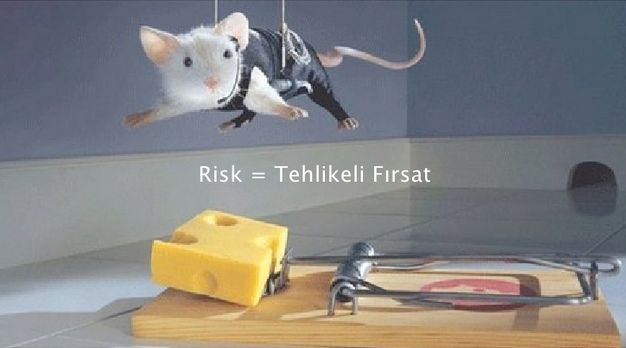 Risk = Tehlikeli Fırsat